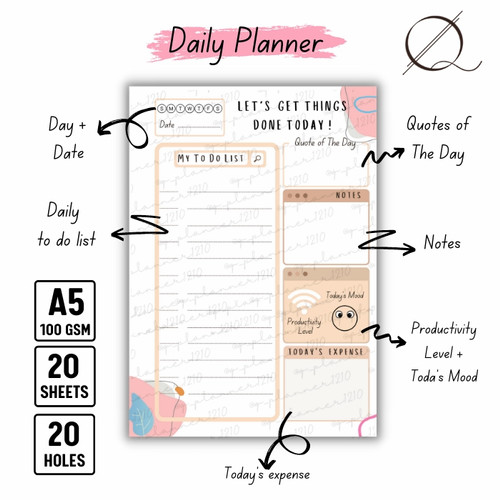 Daily Planner
Day +
Date
S M T W T F S
Date
LET'S GET THINGS
DONE TODAY!
Quote of The Day
Quotes of
The Day
MY TO DO LIST
NOTES
Daily
to do list
Notes
Today's Mood
Productivity
Level
A5
100 GSM
Productivity
Level +
Toda's Mood
TODAY'S EXPENSE
20
SHEETS
20
HOLES
Today's expense